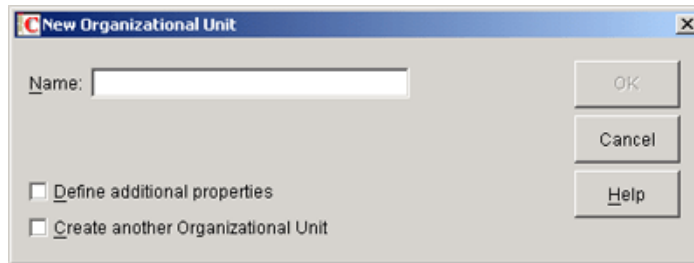 C New Organizational Unit
Name:
OK
Cancel
Define additional properties
Help
Create another Organizational Unit